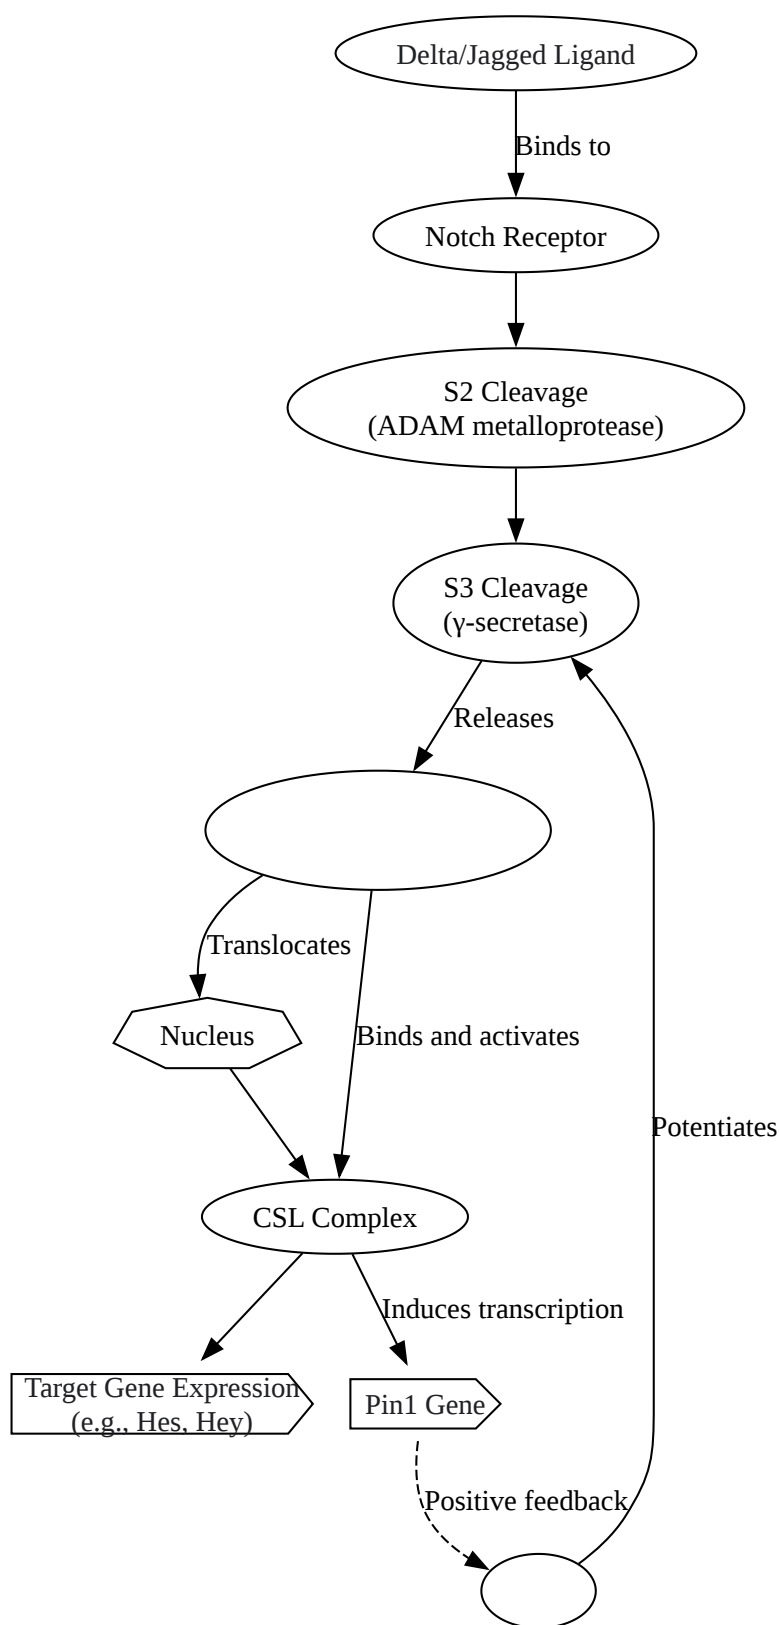 Delta/Jagged Ligand
Binds to
Notch Receptor
S2 Cleavage
(ADAM metalloprotease)
S3 Cleavage
(γ-secretase)
Releases
Translocates
Nucleus
Binds and activates
Potentiates
CSL Complex
Induces transcription
Target Gene Expression
(e.g., Hes, Hey)
Pin1 Gene
Positive feedback